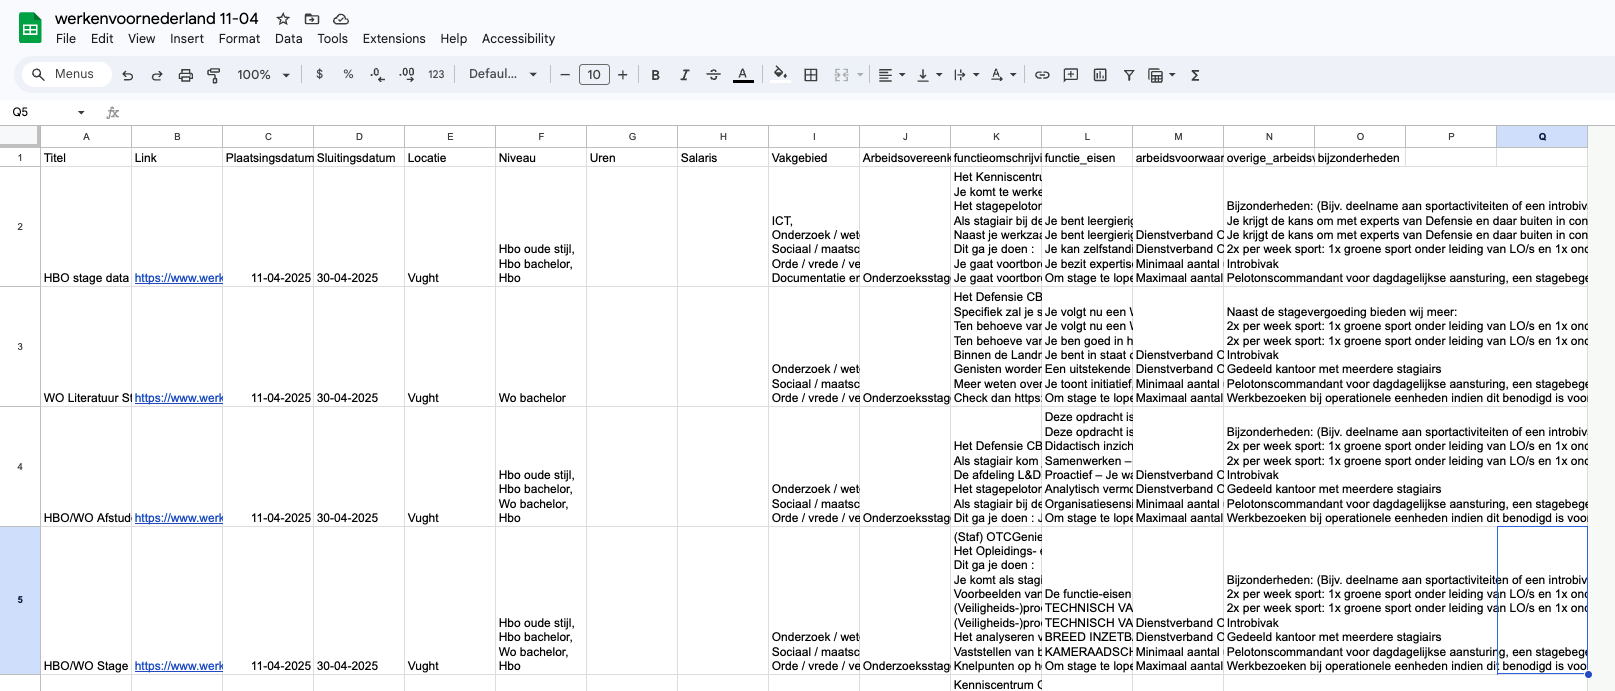 werkenvoornederland 11-04
File Edit View Insert Format Data Tools Extensions Help Accessibility
Menus 100% $ % .0 .00 123 Defaul... 10 B I A
Q5 fx
A B C D E F G H I J K L M N O P Q
1 Titel Link Plaatsingsdatum Sluitingsdatum Locatie Niveau Uren Salaris Vakgebied Arbeidsovereenk functieomschrijvi functie_eisen arbeidsvoorwaar overige_arbeidsv bijzonderheden
Het Kenniscentru
Je komt te werke
Het stagepeloton Bijzonderheden: (Bijv. deelname aan sportactiviteiten of een introbiv
ICT, Als stagiair bij de Je bent leergierig Je krijgt de kans om met experts van Defensie en daar buiten in con
2 Onderzoek / wet Naast je werkzaa Je bent leergierig Dienstverband C Je krijgt de kans om met experts van Defensie en daar buiten in con
Hbo oude stijl, Sociaal / maatsc Dit ga je doen : Je kan zelfstandi Dienstverband C 2x per week sport: 1x groene sport onder leiding van LO/s en 1x onc
Hbo bachelor, Orde / vrede / ve Je gaat voortbor Je bezit expertis Minimaal aantal Introbivak
HBO stage data https://www.werk 11-04-2025 30-04-2025 Vught Hbo Documentatie en Onderzoeksstag Je gaat voortbor Om stage te lope Maximaal aantal Pelotonscommandant voor dagdagelijkse aansturing, een stagebege
Het Defensie CB
Specifiek zal je s Je volgt nu een W Naast de stagevergoeding bieden wij meer:
Ten behoeve van Je volgt nu een W 2x per week sport: 1x groene sport onder leiding van LO/s en 1x onc
3 Ten behoeve van Je ben goed in h 2x per week sport: 1x groene sport onder leiding van LO/s en 1x onc
Binnen de Landr Je bent in staat o Dienstverband C Introbivak
Onderzoek / wet Genisten worden Een uitstekende Dienstverband C Gedeeld kantoor met meerdere stagiairs
Sociaal / maatsc Meer weten over Je toont initiatief, Minimaal aantal Pelotonscommandant voor dagdagelijkse aansturing, een stagebege
WO Literatuur St https://www.werk 11-04-2025 30-04-2025 Vught Wo bachelor Orde / vrede / ve Onderzoeksstag Check dan https: Om stage te lope Maximaal aantal Werkbezoeken bij operationele eenheden indien dit benodigd is voor
Deze opdracht is
Deze opdracht is Bijzonderheden: (Bijv. deelname aan sportactiviteiten of een introbiv
Het Defensie CB Didactisch inzich 2x per week sport: 1x groene sport onder leiding van LO/s en 1x onc
4 Als stagiair kom Samenwerken – 2x per week sport: 1x groene sport onder leiding van LO/s en 1x onc
Hbo oude stijl, De afdeling L&D Proactief – Je wa Dienstverband C Introbivak
Hbo bachelor, Onderzoek / wet Het stagepeloton Analytisch vermo Dienstverband C Gedeeld kantoor met meerdere stagiairs
Wo bachelor, Sociaal / maatsc Als stagiair bij de Organisatiesensi Minimaal aantal Pelotonscommandant voor dagdagelijkse aansturing, een stagebege
HBO/WO Afstud https://www.werk 11-04-2025 30-04-2025 Vught Hbo Orde / vrede / ve Onderzoeksstag Dit ga je doen : J Om stage te lope Maximaal aantal Werkbezoeken bij operationele eenheden indien dit benodigd is voor
(Staf) OTCGenie
Het Opleidings- e
Dit ga je doen :
Je komt als stagi Bijzonderheden: (Bijv. deelname aan sportactiviteiten of een introbiv
5 Voorbeelden van De functie-eisen 2x per week sport: 1x groene sport onder leiding van LO/s en 1x onc
(Veiligheids-)pro TECHNISCH VA 2x per week sport: 1x groene sport onder leiding van LO/s en 1x onc
Hbo oude stijl, (Veiligheids-)pro TECHNISCH VA Dienstverband C Introbivak
Hbo bachelor, Onderzoek / wet Het analyseren v BREED INZETBA Dienstverband C Gedeeld kantoor met meerdere stagiairs
Wo bachelor, Sociaal / maatsc Vaststellen van b KAMERAADSCH Minimaal aantal Pelotonscommandant voor dagdagelijkse aansturing, een stagebege
HBO/WO Stage https://www.werk 11-04-2025 30-04-2025 Vught Hbo Orde / vrede / ve Onderzoeksstag Knelpunten op h Om stage te lope Maximaal aantal Werkbezoeken bij operationele eenheden indien dit benodigd is voor
Kenniscentrum